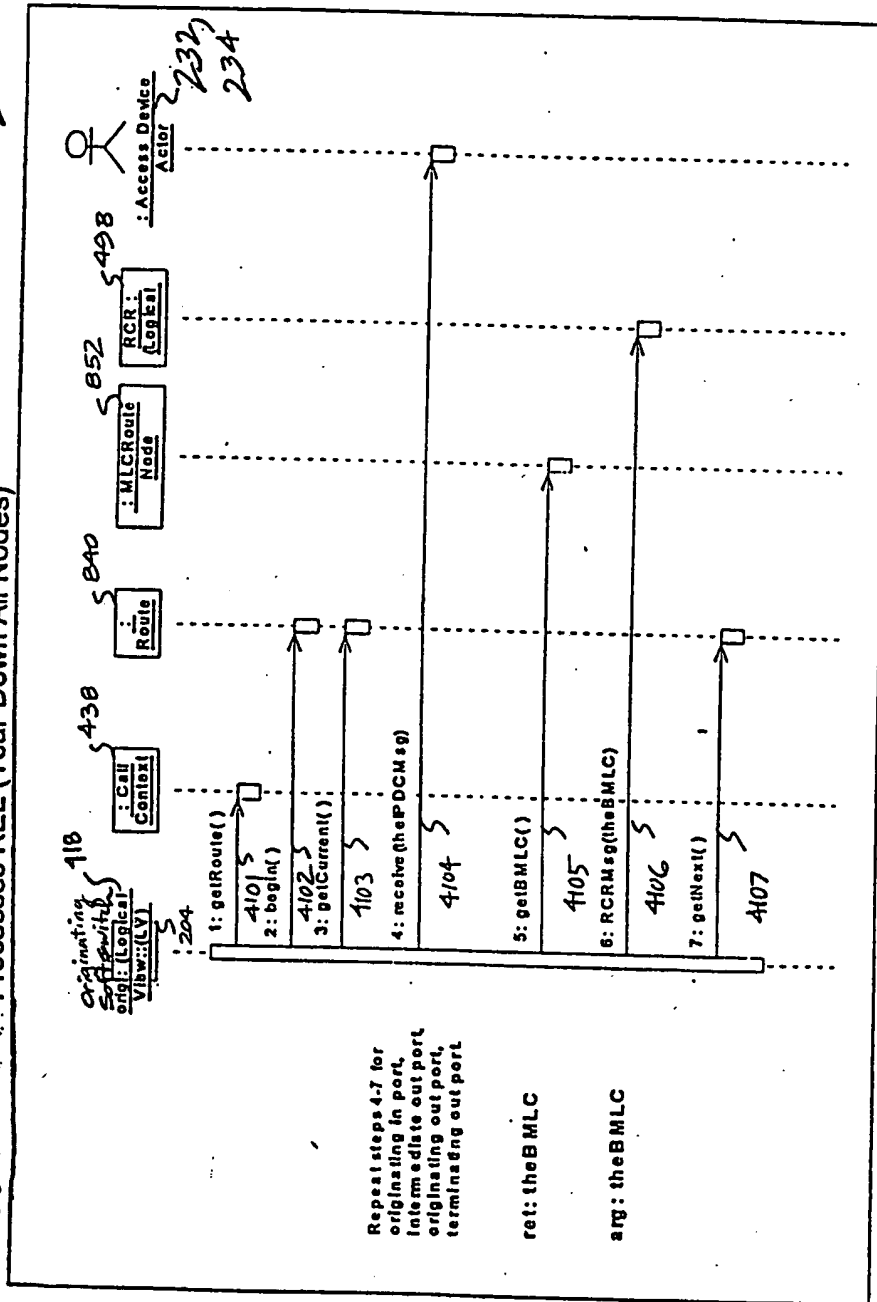 Processes REL (Tear Down All Nodes)
originating
Softswitch
418
orig: (Logical
View::(LV)
204
: Call
Context
438
:
Route
840
: MLCRoute
Node
852
RCR :
(Logical
498
: Access Device
Actor
232,
234
1: getRoute( )
4101
2: begin( )
4102
3: getCurrent( )
4103
4: receive(theIPDCMsg)
4104
5: getBMLC( )
4105
6: RCRMsg(theBMLC)
4106
7: getNext( )
4107
Repeat steps 4-7 for
originating in port,
intermediate out port,
originating out port,
terminating out port.
ret: theBMLC
arg: theBMLC